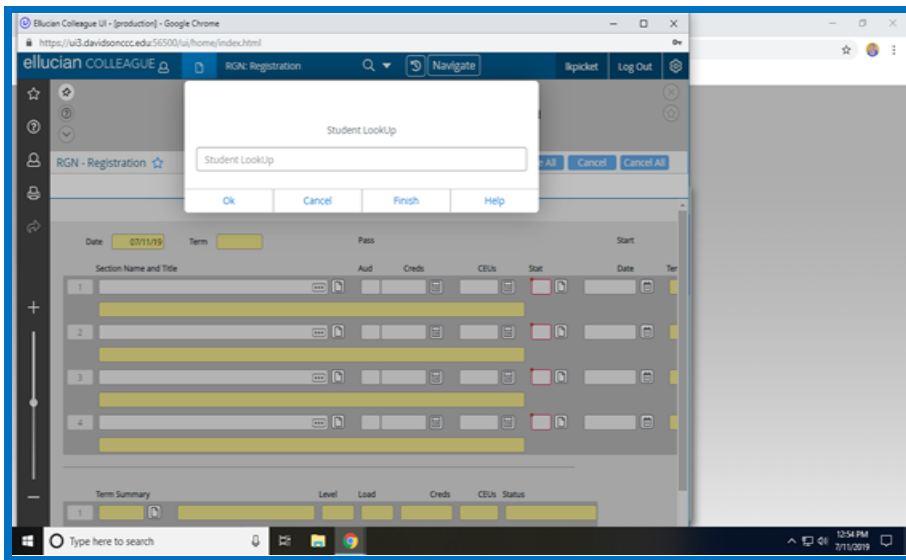 Ellucian Colleague UI - [production] - Google Chrome
https://ui3.davidsonccc.edu:56500/ui/home/index.html
ellucian COLLEAGUE RGN: Registration Navigate lkpicket Log Out
Student LookUp
Student LookUp
RGN - Registration All Cancel Cancel All
Ok Cancel Finish Help
Date 07/11/19 Term Pass Start
Section Name and Title Aud Creds CEUs Stat Date Ter
1
2
3
4
Term Summary Level Load Creds CEUs Status
1
Type here to search
12:54 PM
7/11/2019